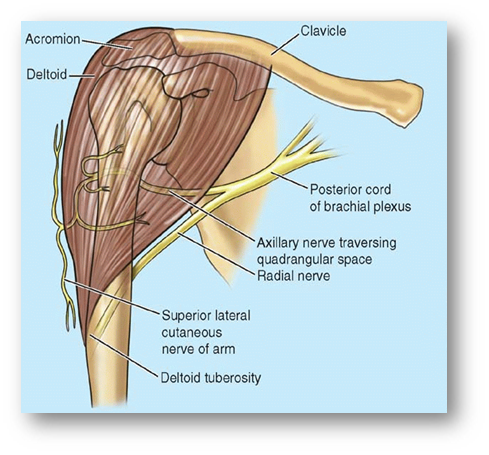 Clavicle
Acromion
Deltoid
Posterior cord
of brachial plexus
Axillary nerve traversing
quadrangular space
Radial nerve
Superior lateral
cutaneous
nerve of arm
Deltoid tuberosity